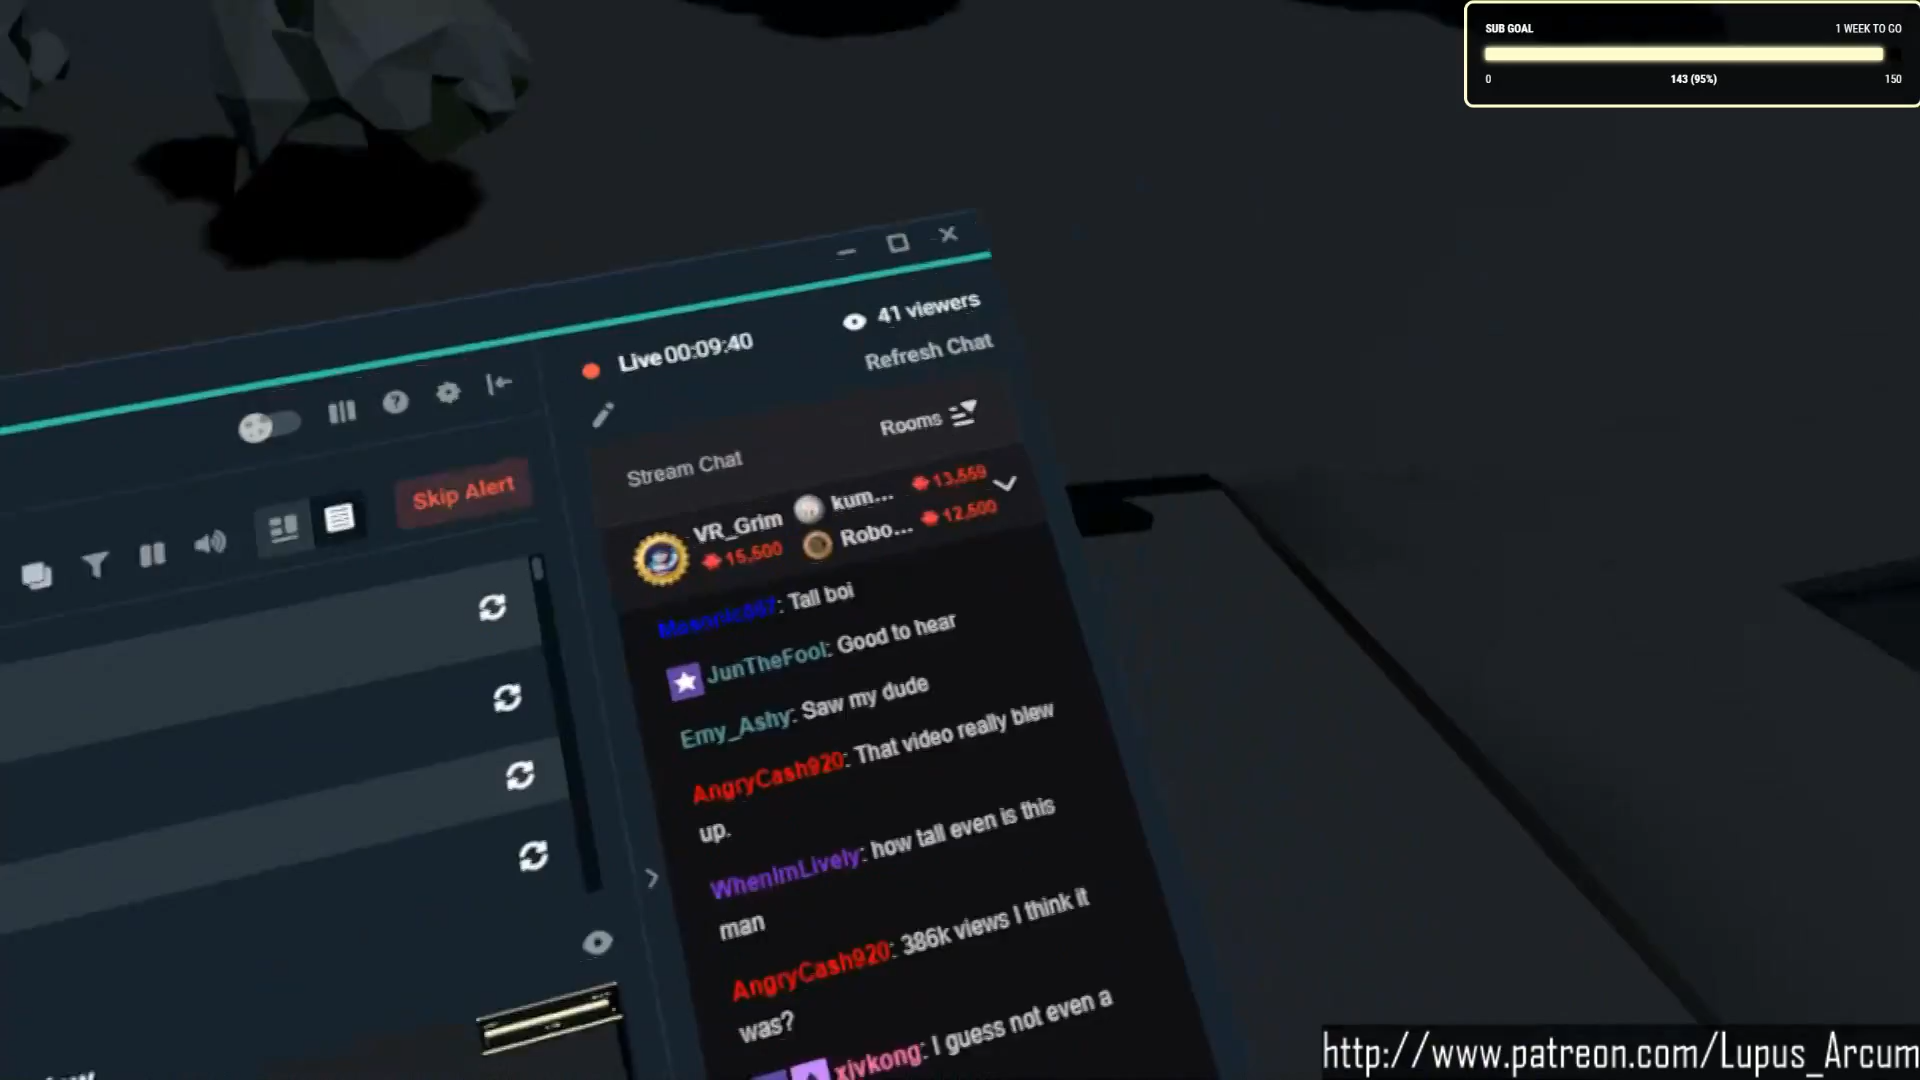 SUB GOAL 1 WEEK TO GO
0 143 (95%) 150
41 viewers
Live 00:09:40
Refresh Chat
Rooms
Stream Chat
Skip Alert
VR_Grim kum... 13,559
15,500 Robo... 12,500
Mosonic567: Tall boi
JunTheFool: Good to hear
Emy_Ashy: Saw my dude
AngryCash920: That video really blew
up.
WhenImLively: how tall even is this
man
AngryCash920: 386k views I think it
was?
xjvkong: I guess not even a
http://www.patreon.com/Lupus_Arcum